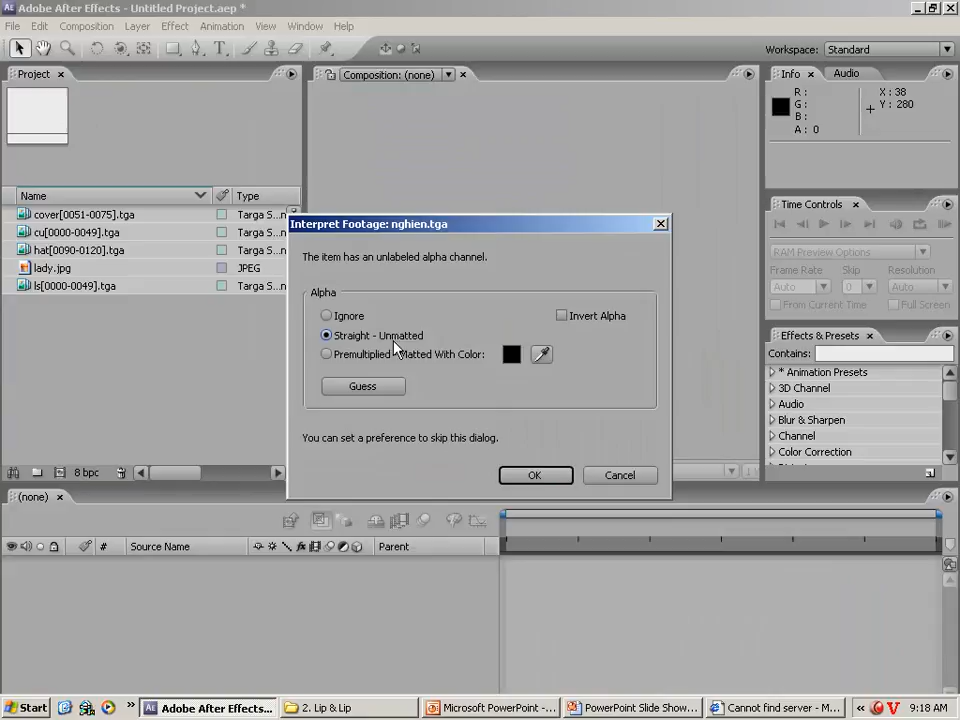 AE Adobe After Effects - Untitled Project.aep *
File Edit Composition Layer Effect Animation View Window Help
Workspace: Standard
Project ×
Composition: (none) ×
Info × Audio
R :
G :
B :
A : 0
X : 38
Y : 280
Name Type
cover[0051-0075].tga Targa S...n
cu[0000-0049].tga Targa S...n
hat[0090-0120].tga Targa S...n
lady.jpg JPEG
ls[0000-0049].tga Targa S...n
8 bpc
Interpret Footage: nghien.tga
The item has an unlabeled alpha channel.
Alpha
Ignore
Invert Alpha
Straight - Unmatted
Premultiplied - Matted With Color:
Guess
You can set a preference to skip this dialog.
OK Cancel
Time Controls ×
RAM Preview Options
Frame Rate Skip Resolution
Auto 0 Auto
From Current Time Full Screen
Effects & Presets ×
Contains:
* Animation Presets
3D Channel
Audio
Blur & Sharpen
Channel
Color Correction
(none) ×
# Source Name Parent
Start » AE Adobe After Effects... 2. Lip & Lip Microsoft PowerPoint -... PowerPoint Slide Show... Cannot find server - M... « V 9:18 AM